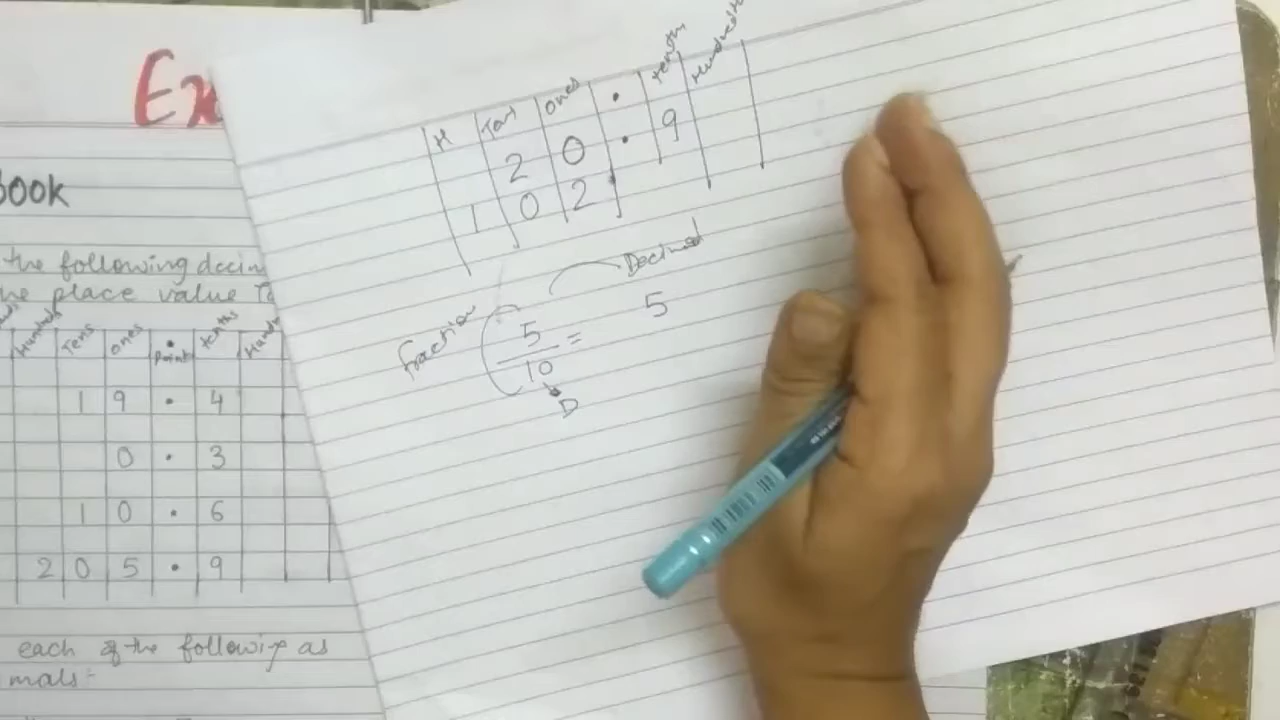 Ex
Book
the following decim
he place value Ta
Hundreds Tens ones • Point tenths Hundr
1 9 • 4
0 • 3
1 0 • 6
2 0 5 • 9
each of the following as
mals:-
H Tens ones • tenths Hundredths
2 0 • 9
1 0 2 •
Decimal
fraction
5
5
10 =
D